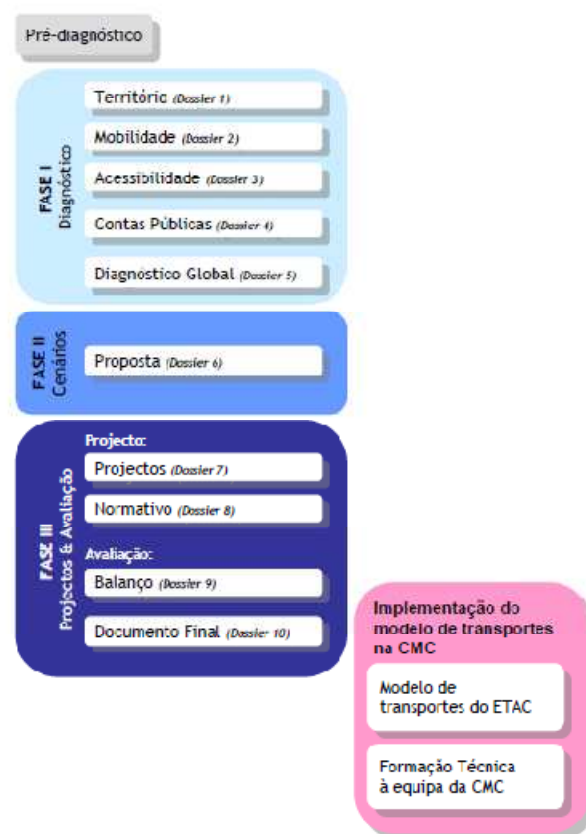 Pré-diagnóstico
FASE I
Diagnóstico
Território (Dossier 1)
Mobilidade (Dossier 2)
Acessibilidade (Dossier 3)
Contas Públicas (Dossier 4)
Diagnóstico Global (Dossier 5)
FASE II
Cenários
Proposta (Dossier 6)
FASE III
Projectos & Avaliação
Projecto:
Projectos (Dossier 7)
Normativo (Dossier 8)
Avaliação:
Balanço (Dossier 9)
Documento Final (Dossier 10)
Implementação do
modelo de transportes
na CMC
Modelo de
transportes do ETAC
Formação Técnica
à equipa da CMC